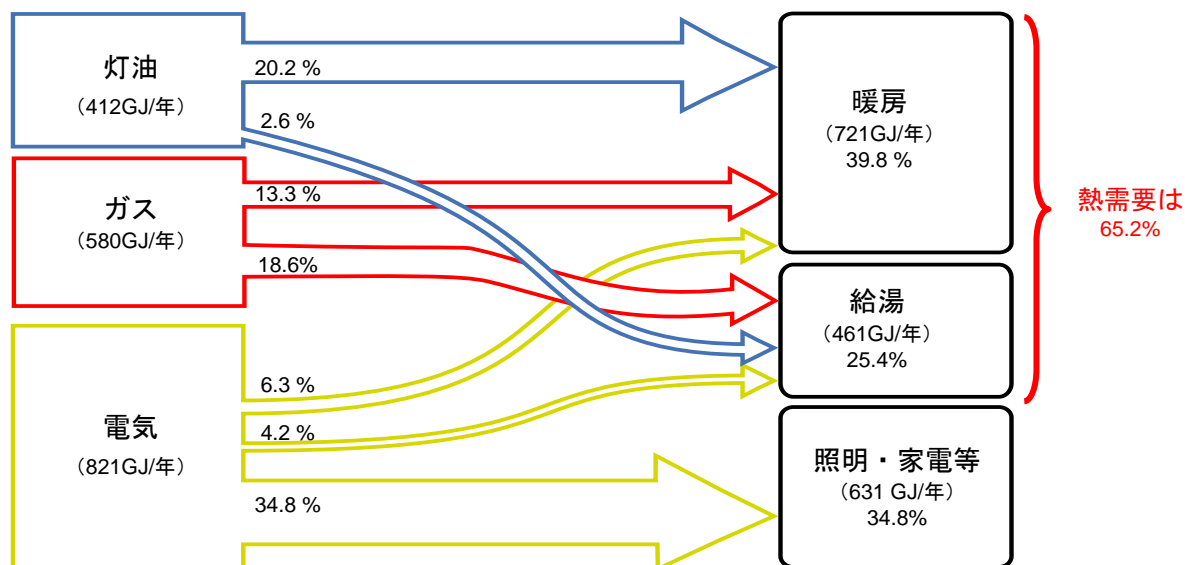 灯油
（412GJ/年）
20.2 %
2.6 %
ガス
（580GJ/年）
13.3 %
18.6%
電気
（821GJ/年）
6.3 %
4.2 %
34.8 %
暖房
（721GJ/年）
39.8 %
給湯
（461GJ/年）
25.4%
照明・家電等
（631 GJ/年）
34.8%
熱需要は
65.2%